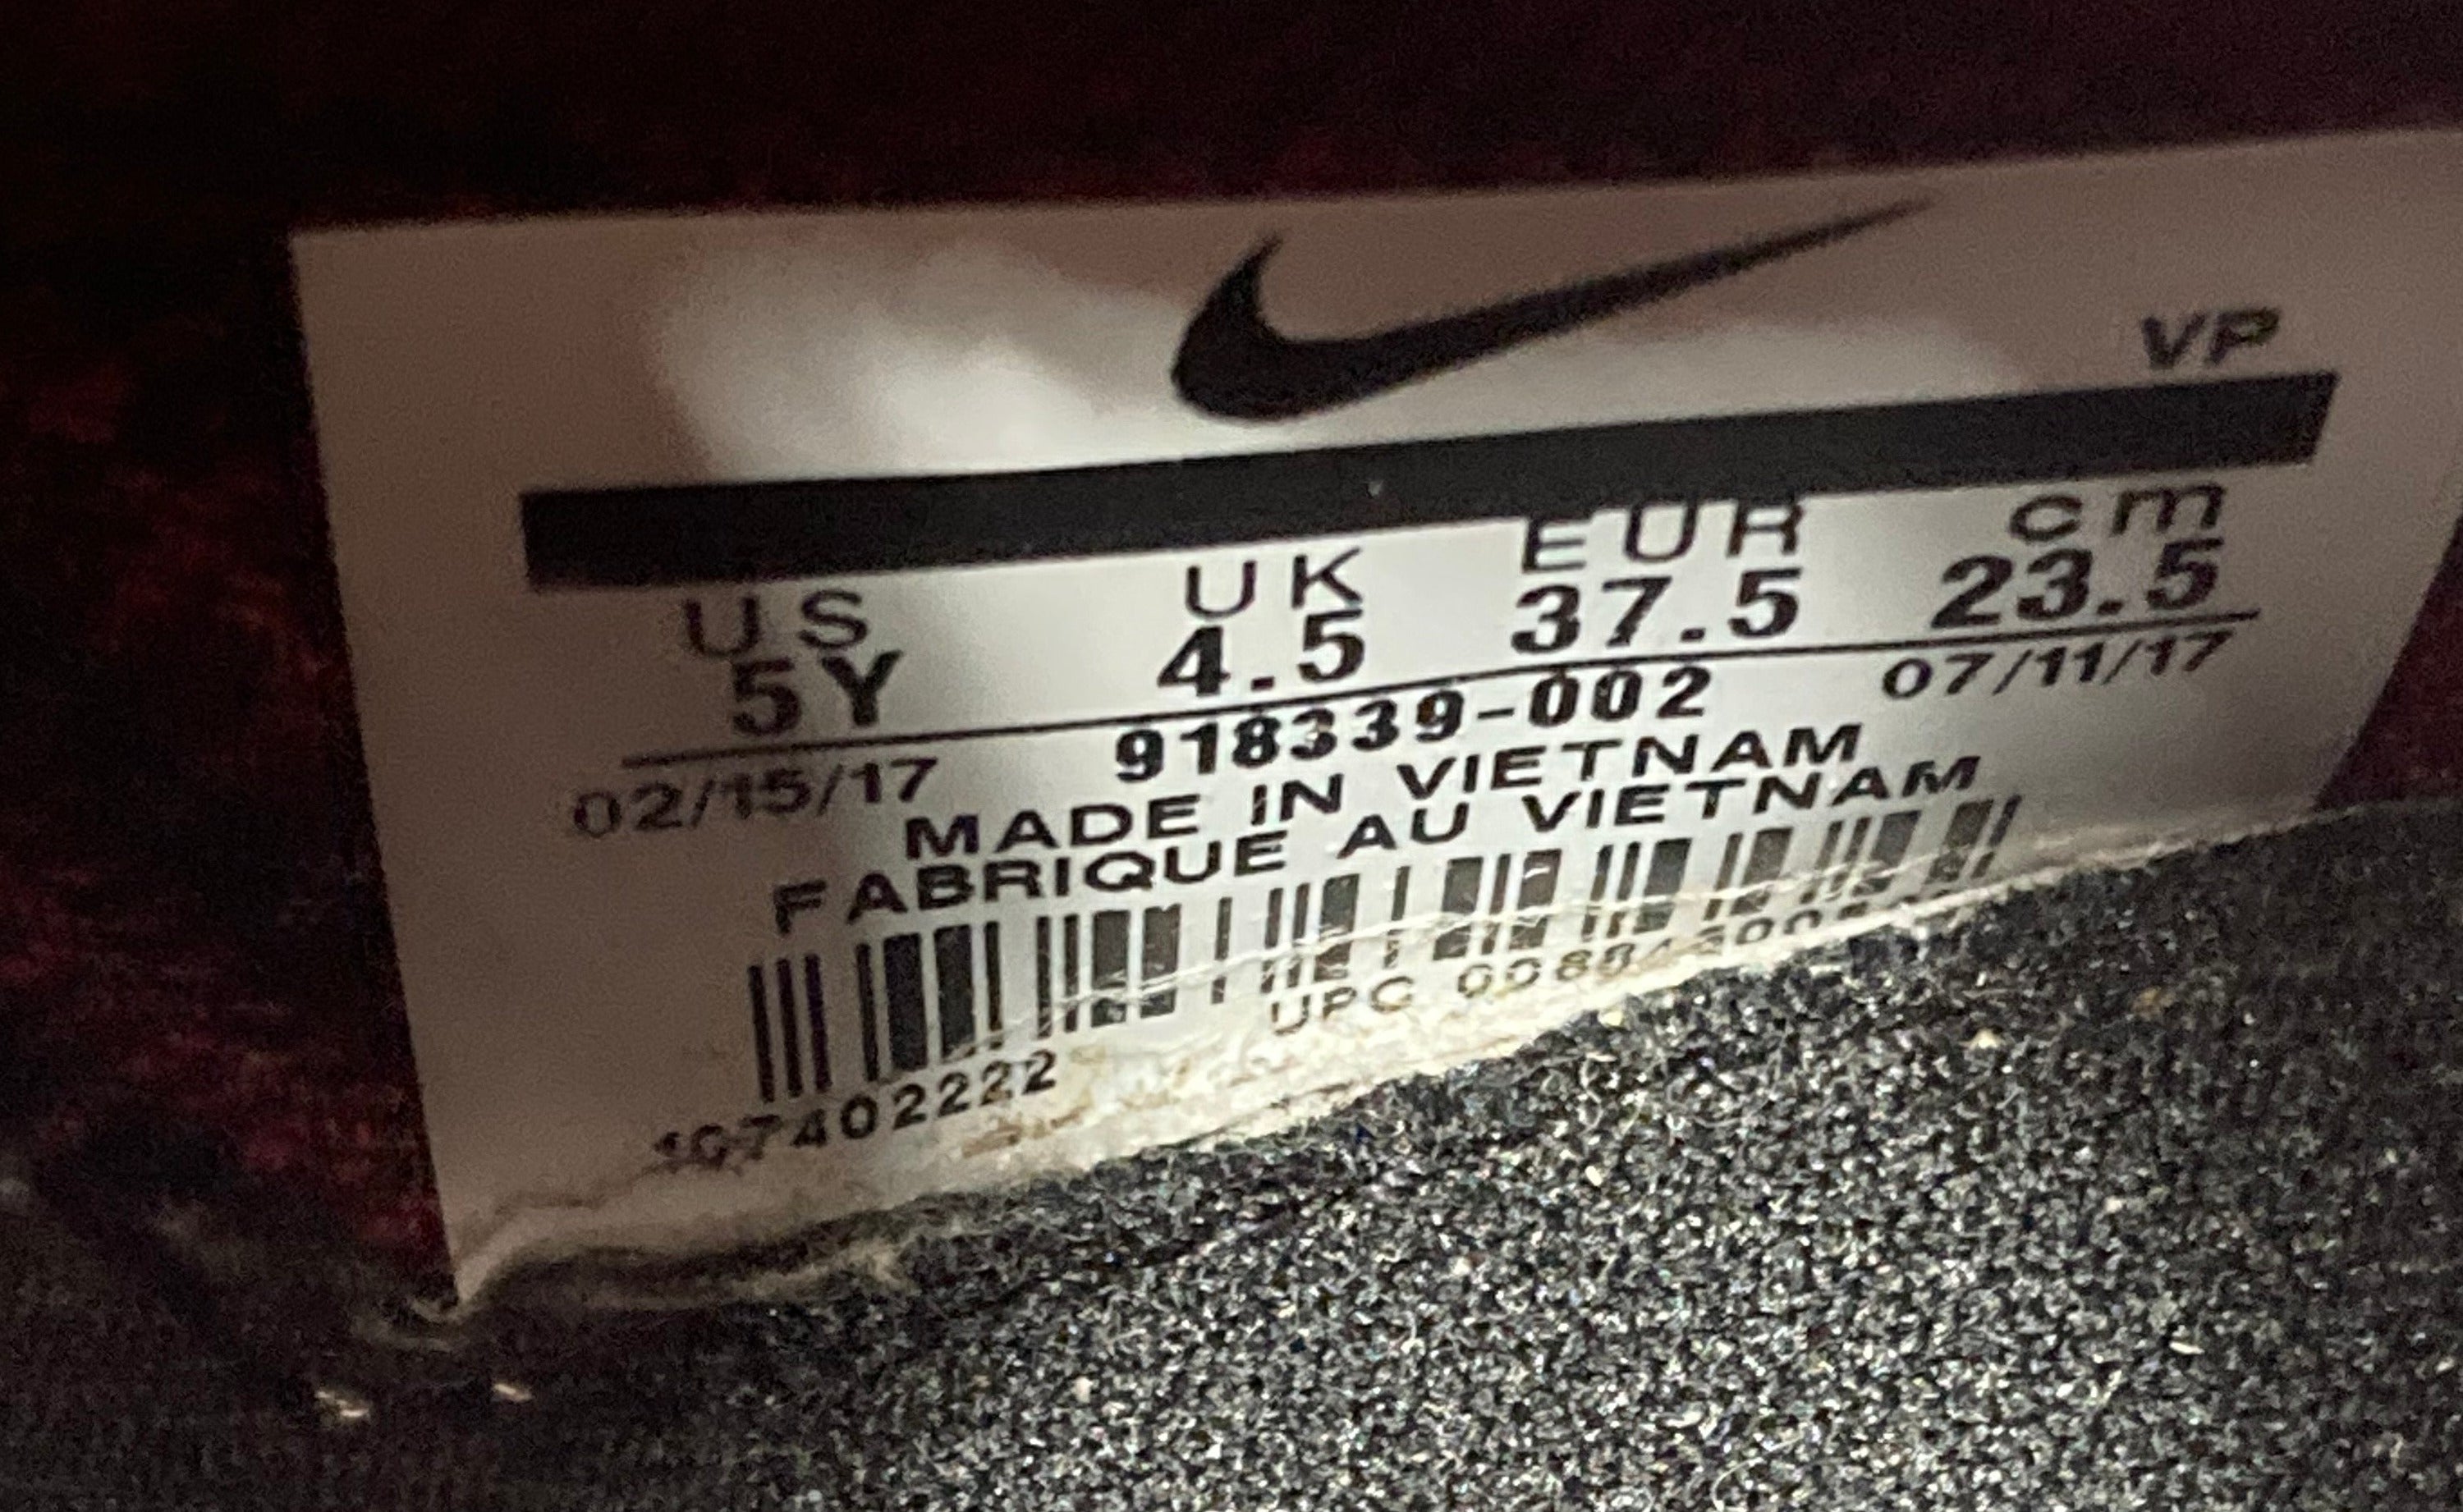 VP
US UK EUR cm
5Y 4.5 37.5 23.5
02/15/17 918339-002 07/11/17
MADE IN VIETNAM
FABRIQUE AU VIETNAM
UPC
107402222